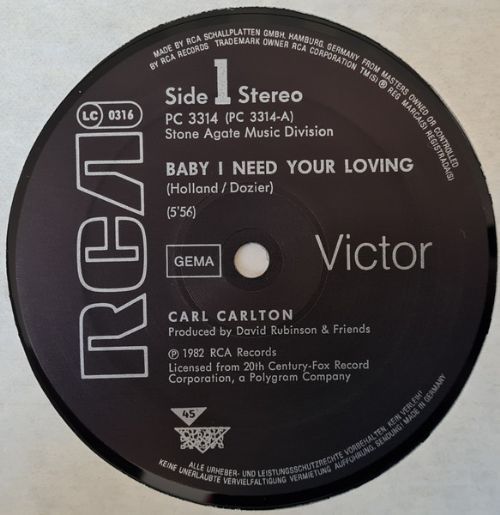 MADE BY RCA SCHALLPLATTEN GMBH, HAMBURG, GERMANY FROM MASTERS OWNED OR CONTROLLED
BY RCA RECORDS TRADEMARK OWNER RCA CORPORATION TM(S) ® REG MARCA(S) REGISTRADA(S)
LC 0316
Side 1 Stereo
PC 3314 (PC 3314-A)
Stone Agate Music Division
BABY I NEED YOUR LOVING
(Holland/Dozier)
(5'56)
RCA
GEMA
Victor
CARL CARLTON
Produced by David Rubinson & Friends
℗ 1982 RCA Records
Licensed from 20th Century-Fox Record
Corporation, a Polygram Company
45
ALLE URHEBER- UND LEISTUNGSSCHUTZRECHTE VORBEHALTEN. KEIN VERLEIH!
KEINE UNERLAUBTE VERVIELFÄLTIGUNG VERMIETUNG AUFFÜHRUNG, SENDUNG! MADE IN GERMANY